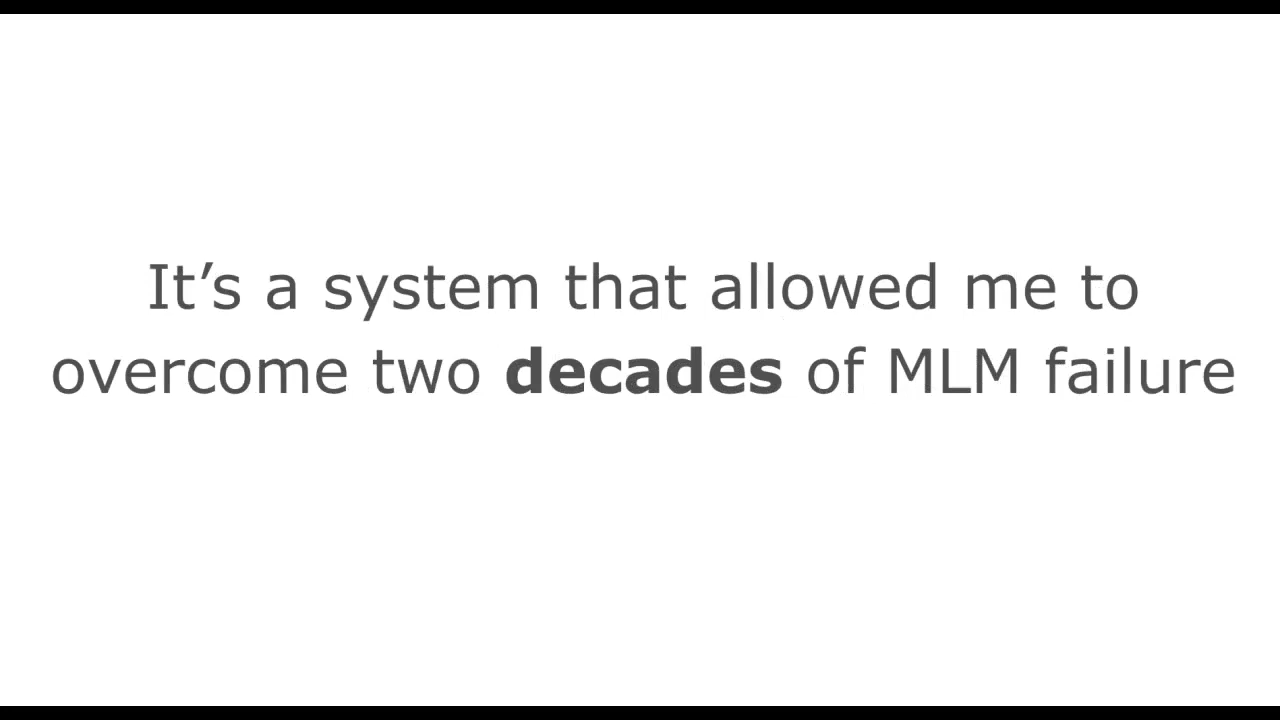 It’s a system that allowed me to
overcome two decades of MLM failure